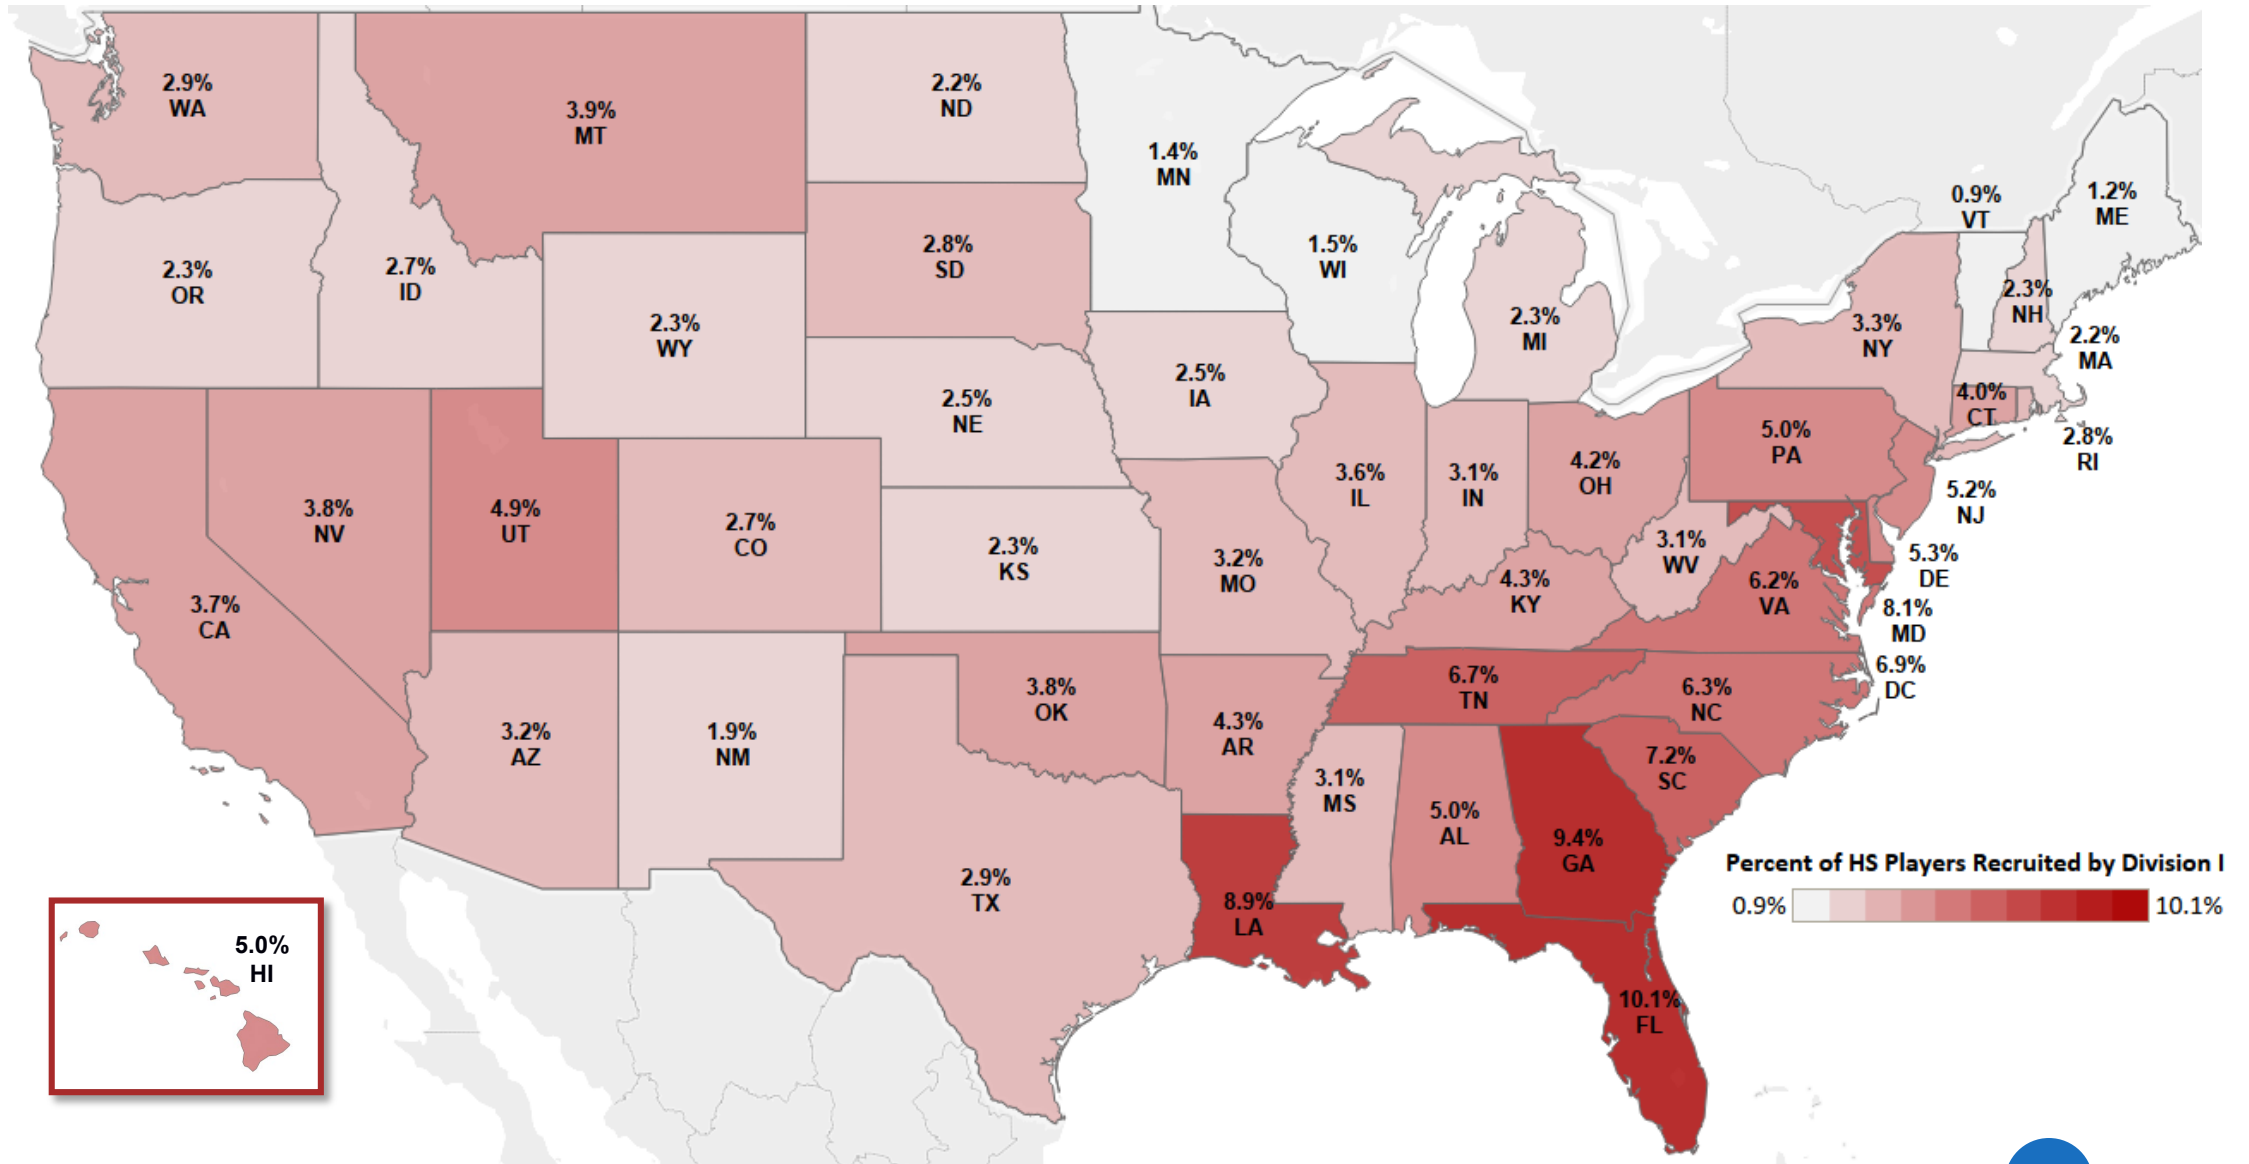 2.9%
WA
3.9%
MT
2.2%
ND
1.4%
MN
1.5%
WI
2.3%
MI
0.9%
VT
1.2%
ME
2.3%
NH
2.2%
MA
2.3%
OR
2.7%
ID
2.3%
WY
2.8%
SD
2.5%
NE
2.5%
IA
3.3%
NY
4.0%
CT
2.8%
RI
5.0%
PA
5.2%
NJ
5.3%
DE
8.1%
MD
6.9%
DC
3.7%
CA
3.8%
NV
4.9%
UT
2.7%
CO
2.3%
KS
3.2%
MO
3.6%
IL
3.1%
IN
4.2%
OH
3.1%
WV
6.2%
VA
4.3%
KY
3.2%
AZ
1.9%
NM
3.8%
OK
4.3%
AR
6.7%
TN
6.3%
NC
7.2%
SC
2.9%
TX
8.9%
LA
3.1%
MS
5.0%
AL
9.4%
GA
10.1%
FL
5.0%
HI
Percent of HS Players Recruited by Division I
0.9% 10.1%